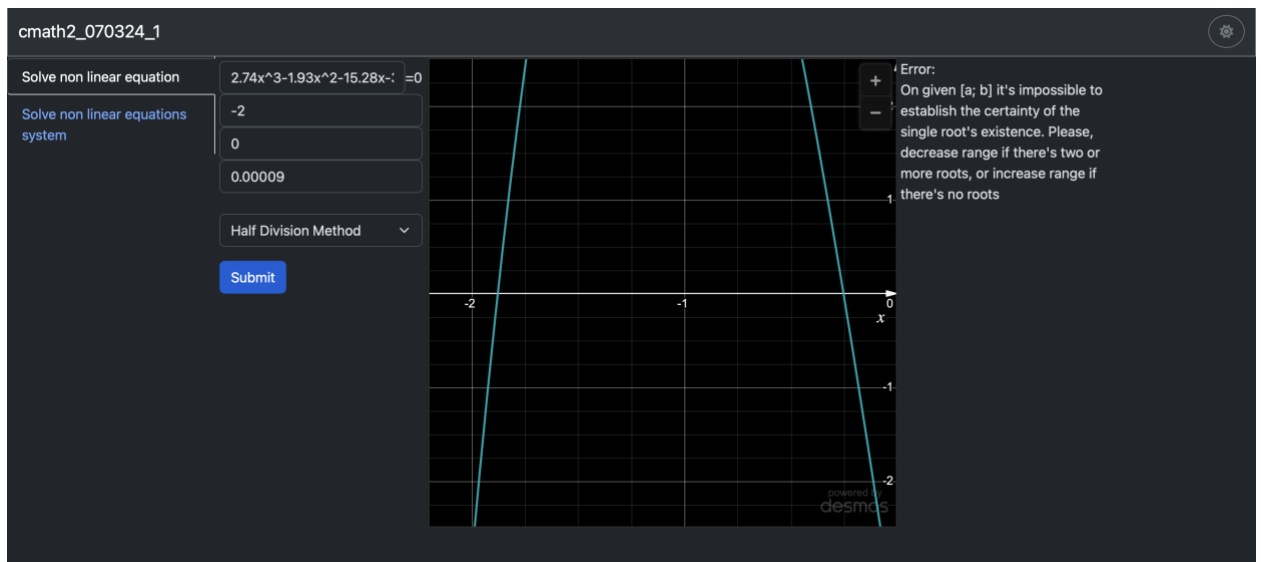 cmath2_070324_1
Solve non linear equation
Solve non linear equations
system
2.74x^3-1.93x^2-15.28x- =0
-2
0
0.00009
Half Division Method
Submit
+
−
1
-2
-1
0
x
-1
-2
powered by
desmos
Error:
On given [a; b] it's impossible to
establish the certainty of the
single root's existence. Please,
decrease range if there's two or
more roots, or increase range if
there's no roots